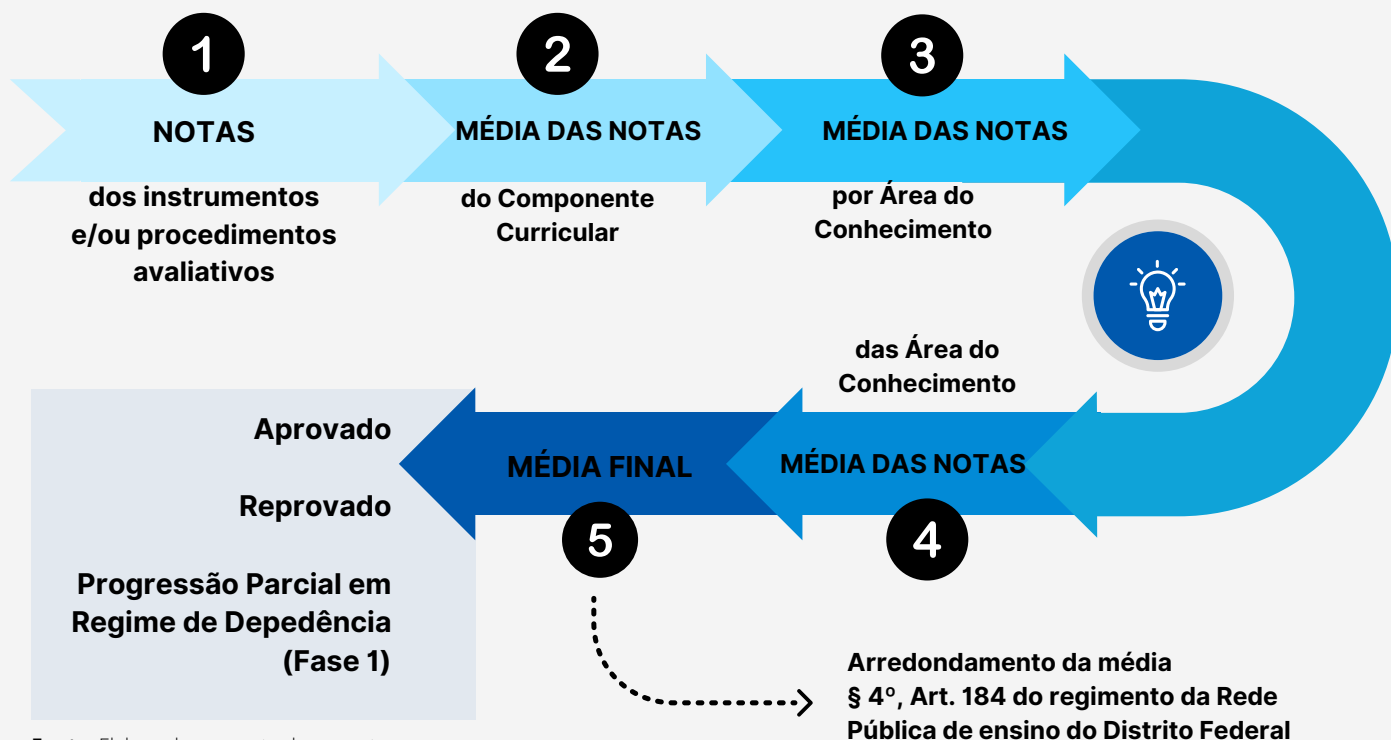 1
NOTAS
dos instrumentos
e/ou procedimentos
avaliativos
2
MÉDIA DAS NOTAS
do Componente
Curricular
3
MÉDIA DAS NOTAS
por Área do
Conhecimento
das Área do
Conhecimento
MÉDIA DAS NOTAS
4
MÉDIA FINAL
5
Aprovado
Reprovado
Progressão Parcial em
Regime de Depedência
(Fase 1)
Arredondamento da média
§ 4º, Art. 184 do regimento da Rede
Pública de ensino do Distrito Federal